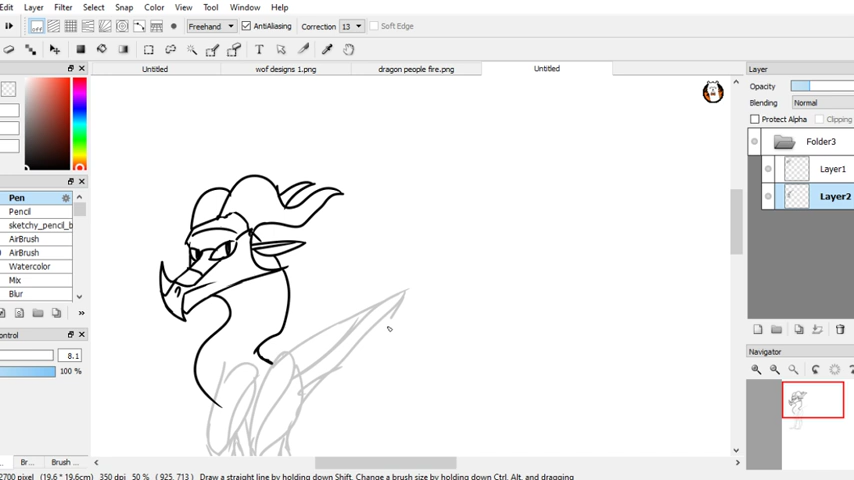 Edit Layer Filter Select Snap Color View Tool Window Help
off Freehand AntiAliasing Correction 13 Soft Edge
T
Untitled wof designs 1.png dragon people fire.png Untitled
Layer
Opacity
Blending Normal
Protect Alpha Clipping
Folder3
Layer1
Layer2
Pen
Pencil
sketchy_pencil_b
AirBrush
AirBrush
Watercolor
Mix
Blur
ontrol
8.1
100 %
Navigator
Br... Brush ...
2700 pixel (19.6 * 19.6cm) 350 dpi 50 % ( 925, 713 ) Draw a straight line by holding down Shift, Change a brush size by holding down Ctrl, Alt, and dragging